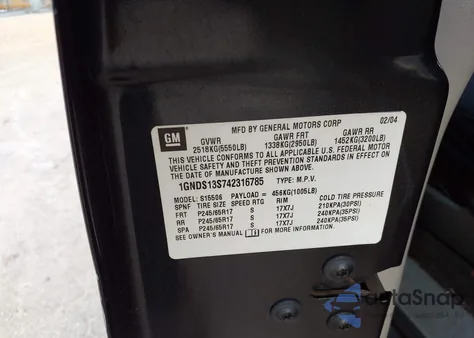 GM
MFD BY GENERAL MOTORS CORP 02/04
GVWR GAWR FRT GAWR RR
2518KG(5550LB) 1338KG(2950LB) 1452KG(3200LB)
THIS VEHICLE CONFORMS TO ALL APPLICABLE U.S. FEDERAL MOTOR
VEHICLE SAFETY AND THEFT PREVENTION STANDARDS IN EFFECT ON
THE DATE OF MANUFACTURE SHOWN ABOVE.
1GNDS13S742316785 TYPE: M.P.V.
MODEL: S15506 PAYLOAD = 456KG(1005LB)
SPNF TIRE SIZE SPEED RTG RIM COLD TIRE PRESSURE
FRT P245/65R17 S 17X7J 210KPA(30PSI)
RR P245/65R17 S 17X7J 240KPA(35PSI)
SPA P245/65R17 S 17X7J 240KPA(35PSI)
SEE OWNER'S MANUAL FOR MORE INFORMATION.
AutaSnap